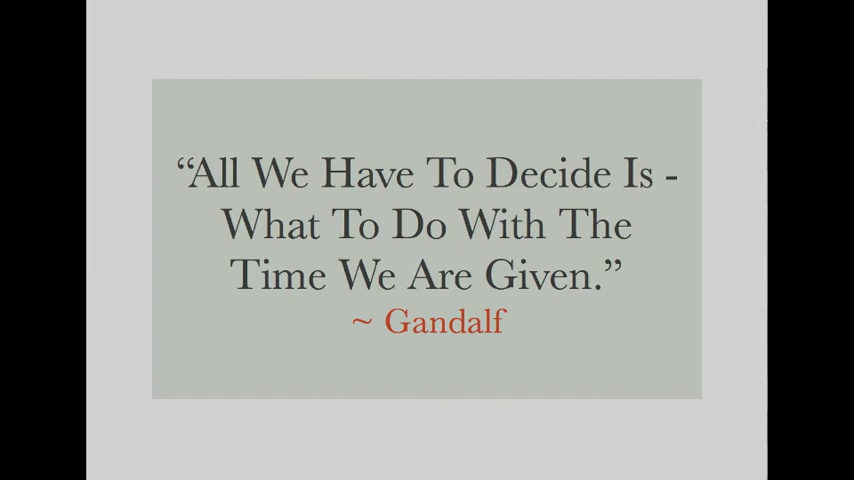 “All We Have To Decide Is -
What To Do With The
Time We Are Given.”
~ Gandalf